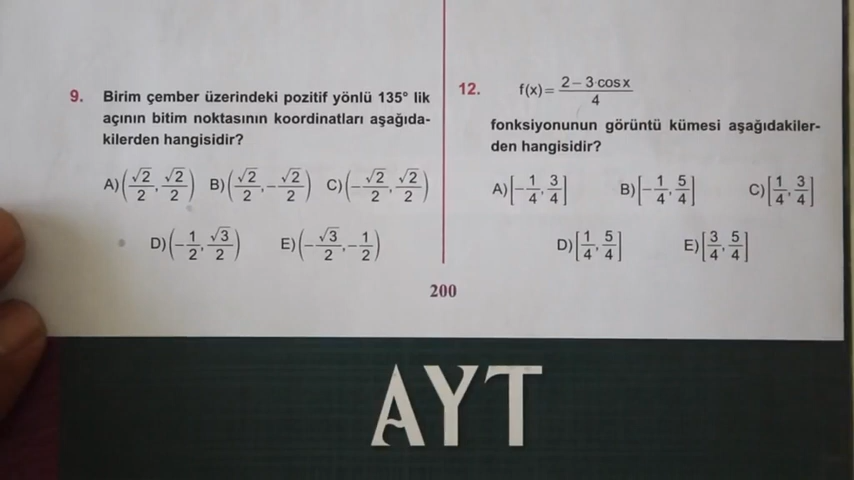 9. Birim çember üzerindeki pozitif yönlü 135° lik
açının bitim noktasının koordinatları aşağıda-
kilerden hangisidir?
A) (√2/2, √2/2) B) (√2/2, -√2/2) C) (-√2/2, √2/2)
D) (-1/2, √3/2) E) (-√3/2, -1/2)
12. f(x) = (2 - 3·cosx)/4
fonksiyonunun görüntü kümesi aşağıdakiler-
den hangisidir?
A) [-1/4, 3/4] B) [-1/4, 5/4] C) [1/4, 3/4]
D) [1/4, 5/4] E) [3/4, 5/4]
200
AYT